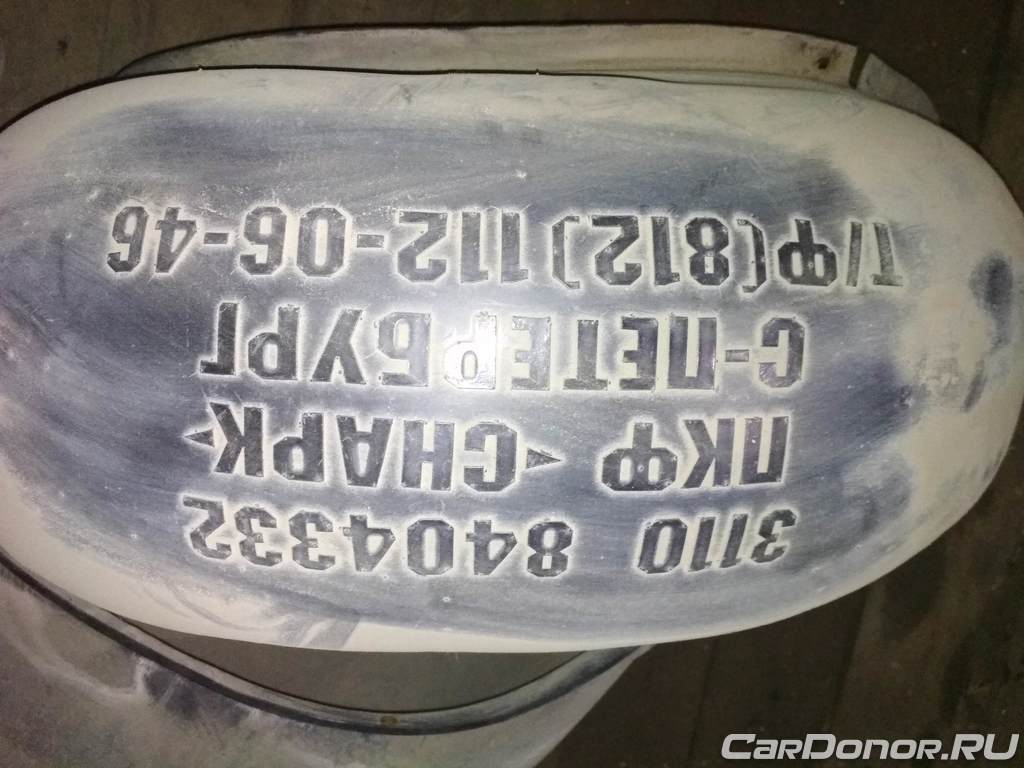 3110 8404332
ПКФ «СНАРК»
С-ПЕТЕРБУРГ
Т/Ф(812)112-06-46
CarDonor.RU